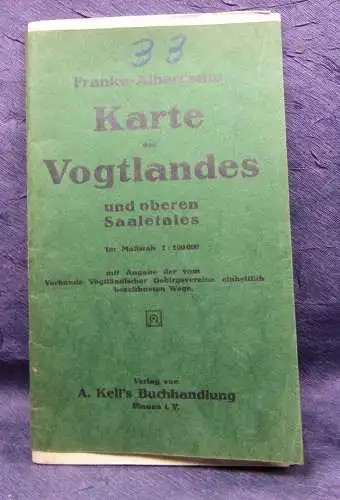 33
Franke-Albertsche
Karte
des
Vogtlandes
und oberen
Saaletales
Im Maßstab 1:100000
mit Angabe der vom
Verbande Vogtländischer Gebirgsvereine einheitlich
bezeichneten Wege.
Verlag von
A. Kell's Buchhandlung
Plauen i. V.